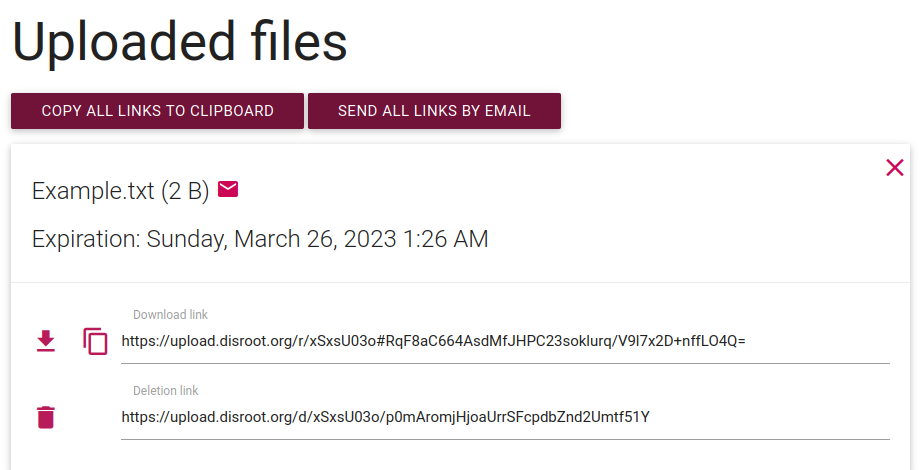 Uploaded files
COPY ALL LINKS TO CLIPBOARD
SEND ALL LINKS BY EMAIL
Example.txt (2 B)
Expiration: Sunday, March 26, 2023 1:26 AM
Download link
https://upload.disroot.org/r/xSxsU03o#RqF8aC664AsdMfJHPC23soklurq/V9l7x2D+nffLO4Q=
Deletion link
https://upload.disroot.org/d/xSxsU03o/p0mAromjHjoaUrrSFcpdbZnd2Umtf51Y